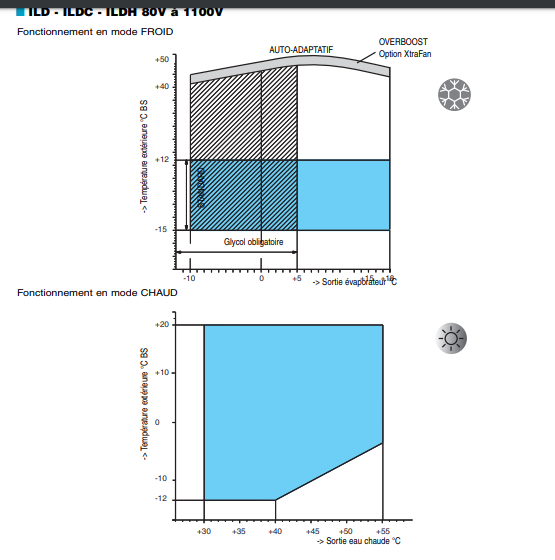 ILD - ILDC - ILDH 80V à 1100V
Fonctionnement en mode FROID
OVERBOOST
AUTO-ADAPTATIF
Option XtraFan
+50
+40
+12
-15
-> Température extérieure °C BS
STANDARD
Glycol obligatoire
-10 0 +5 +15 +18
-> Sortie évaporateur °C
Fonctionnement en mode CHAUD
+20
+10
0
-10
-12
-> Température extérieure °C BS
+30 +35 +40 +45 +50 +55
-> Sortie eau chaude °C